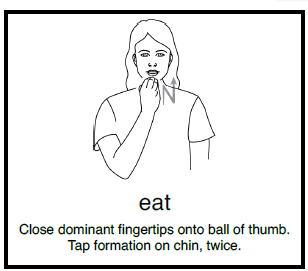 eat
Close dominant fingertips onto ball of thumb.
Tap formation on chin, twice.